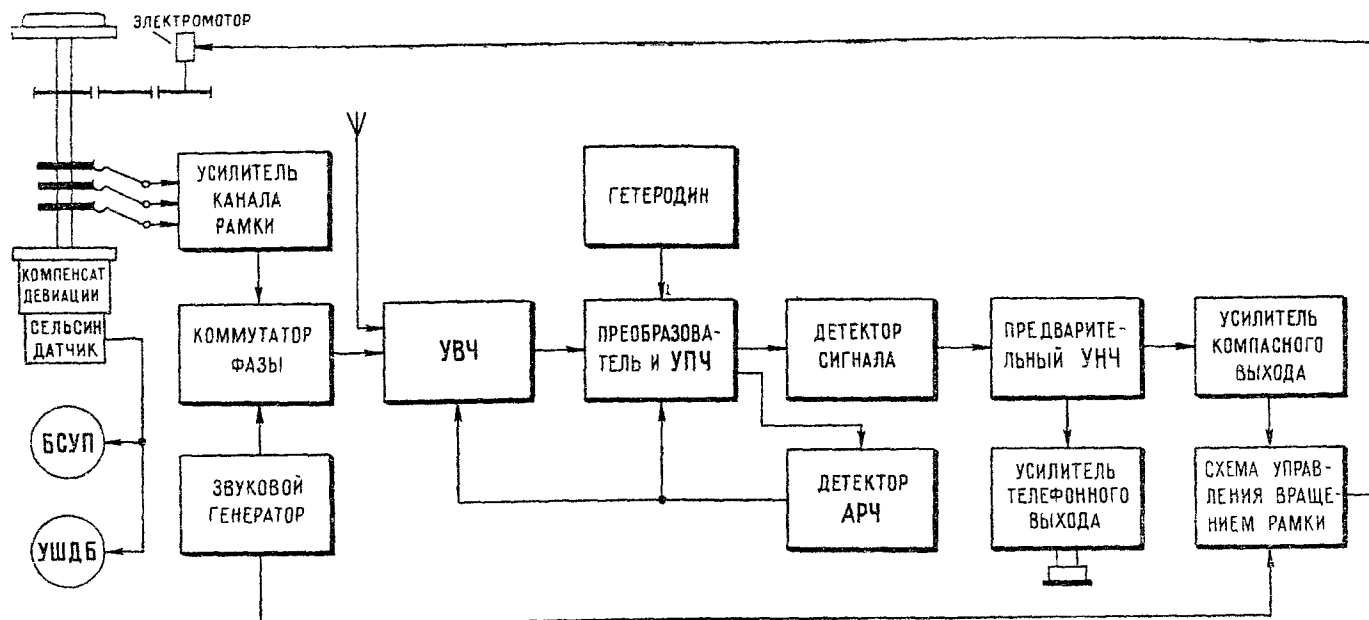 ЭЛЕКТРОМОТОР
УСИЛИТЕЛЬ
КАНАЛА
РАМКИ
ГЕТЕРОДИН
КОМПЕНСАТ
ДЕВИАЦИИ
СЕЛЬСИН
ДАТЧИК
КОММУТАТОР
ФАЗЫ
УВЧ
ПРЕОБРАЗОВА-
ТЕЛЬ И УПЧ
ДЕТЕКТОР
СИГНАЛА
ПРЕДВАРИТЕ-
ЛЬНЫЙ УНЧ
УСИЛИТЕЛЬ
КОМПАСНОГО
ВЫХОДА
БСУП
УШДБ
ЗВУКОВОЙ
ГЕНЕРАТОР
ДЕТЕКТОР
АРЧ
УСИЛИТЕЛЬ
ТЕЛЕФОННОГО
ВЫХОДА
СХЕМА УПРАВ-
ЛЕНИЯ ВРАЩЕ-
НИЕМ РАМКИ